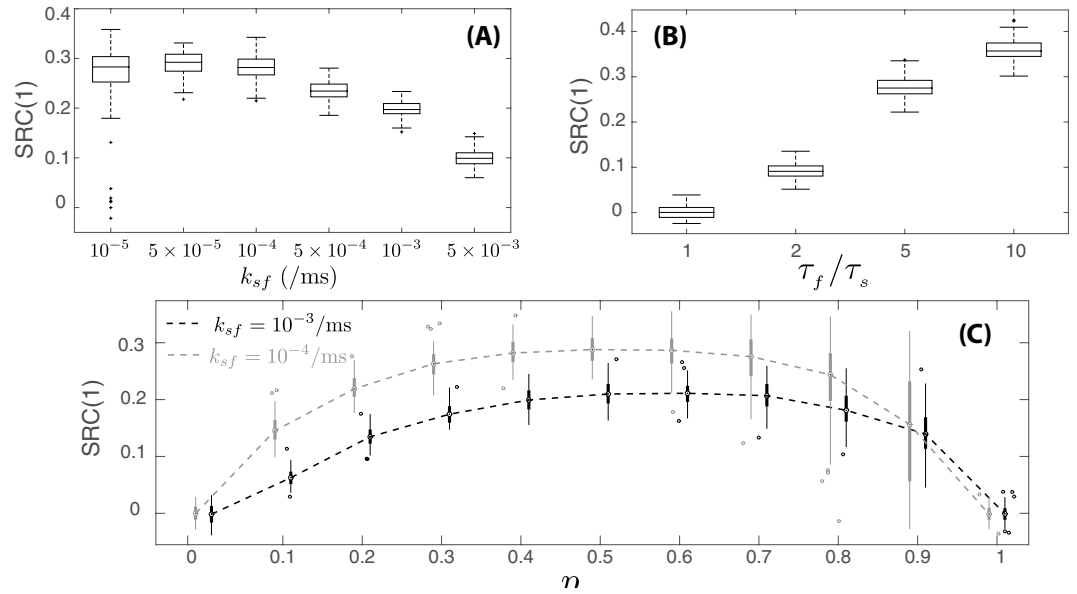 (A)
SRC(1)
0.4
0.3
0.2
0.1
0
10⁻⁵ 5 × 10⁻⁵ 10⁻⁴ 5 × 10⁻⁴ 10⁻³ 5 × 10⁻³
k_sf (/ms)
(B)
SRC(1)
0.4
0.3
0.2
0.1
0
1 2 5 10
τ_f/τ_s
(C)
k_sf = 10⁻³/ms
k_sf = 10⁻⁴/ms
SRC(1)
0.3
0.2
0.1
0
0 0.1 0.2 0.3 0.4 0.5 0.6 0.7 0.8 0.9 1